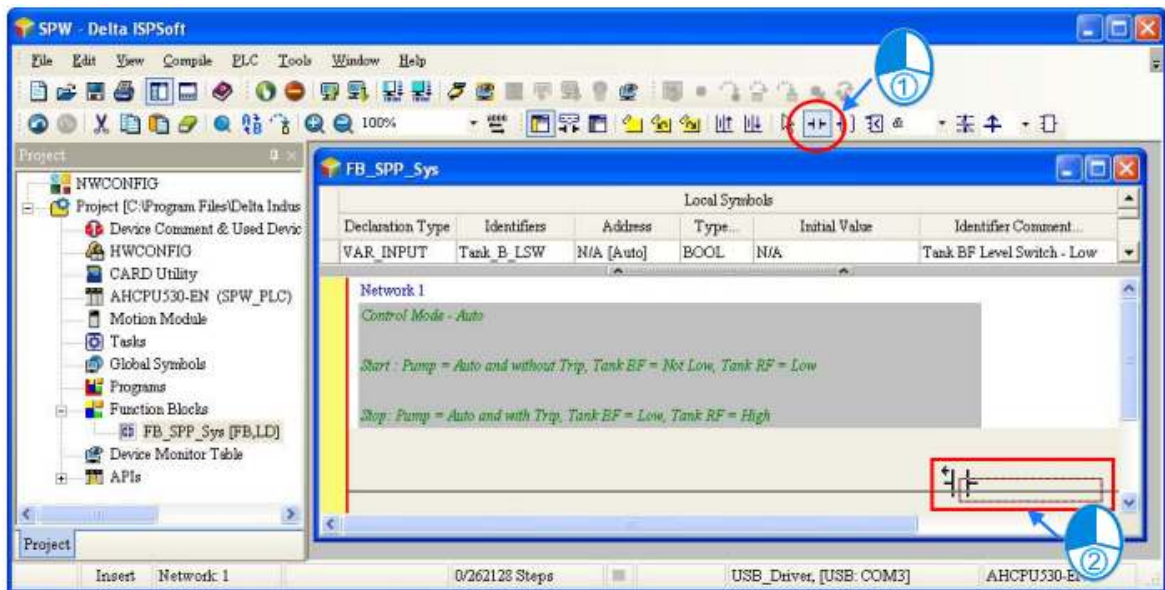 SPW - Delta ISPSoft
File Edit View Compile PLC Tools Window Help
①
100%
Project
NWCONFIG
Project [C:\Program Files\Delta Indus
Device Comment & Used Devic
HWCONFIG
CARD Utility
AHCPU530-EN (SPW_PLC)
Motion Module
Tasks
Global Symbols
Programs
Function Blocks
FB_SPP_Sys [FB,LD]
Device Monitor Table
APIs
Project
FB_SPP_Sys
Local Symbols
Declaration Type Identifiers Address Type... Initial Value Identifier Comment...
VAR_INPUT Tank_B_LSW N/A [Auto] BOOL N/A Tank BF Level Switch - Low
Network 1
Control Mode - Auto
Start : Pump = Auto and without Trip, Tank BF = Not Low, Tank RF = Low
Stop : Pump = Auto and with Trip, Tank BF = Low, Tank RF = High
②
Insert Network: 1 0/262128 Steps USB_Driver, [USB: COM3] AHCPU530-EN